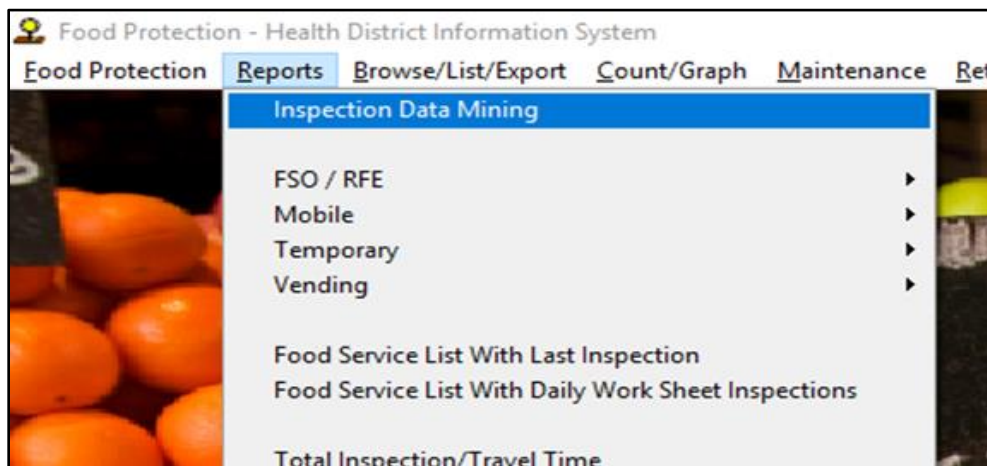 Food Protection - Health District Information System
Food Protection Reports Browse/List/Export Count/Graph Maintenance
Inspection Data Mining
FSO / RFE
Mobile
Temporary
Vending
Food Service List With Last Inspection
Food Service List With Daily Work Sheet Inspections
Total Inspection/Travel Time